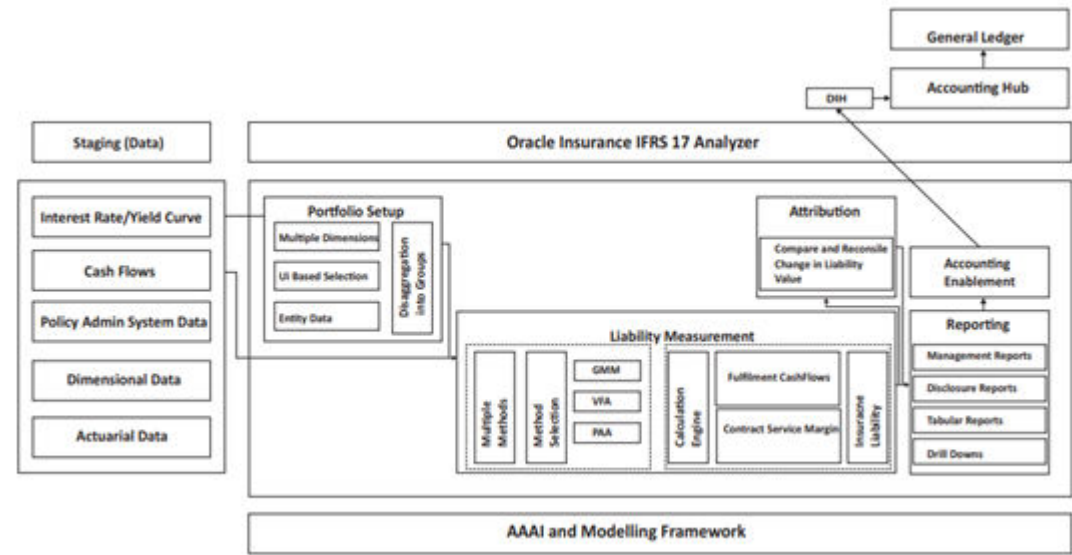 General Ledger
Accounting Hub
DIH
Staging (Data)
Oracle Insurance IFRS 17 Analyzer
Interest Rate/Yield Curve
Cash Flows
Policy Admin System Data
Dimensional Data
Actuarial Data
Portfolio Setup
Multiple Dimensions
UI Based Selection
Entity Data
Disaggregation
into Groups
Attribution
Compare and Reconcile
Change in Liability
Value
Accounting
Enablement
Liability Measurement
Multiple
Methods
Method
Selection
GMM
VFA
PAA
Calculation
Engine
Fulfilment CashFlows
Contract Service Margin
Insuracne
Liability
Reporting
Management Reports
Disclosure Reports
Tabular Reports
Drill Downs
AAAI and Modelling Framework